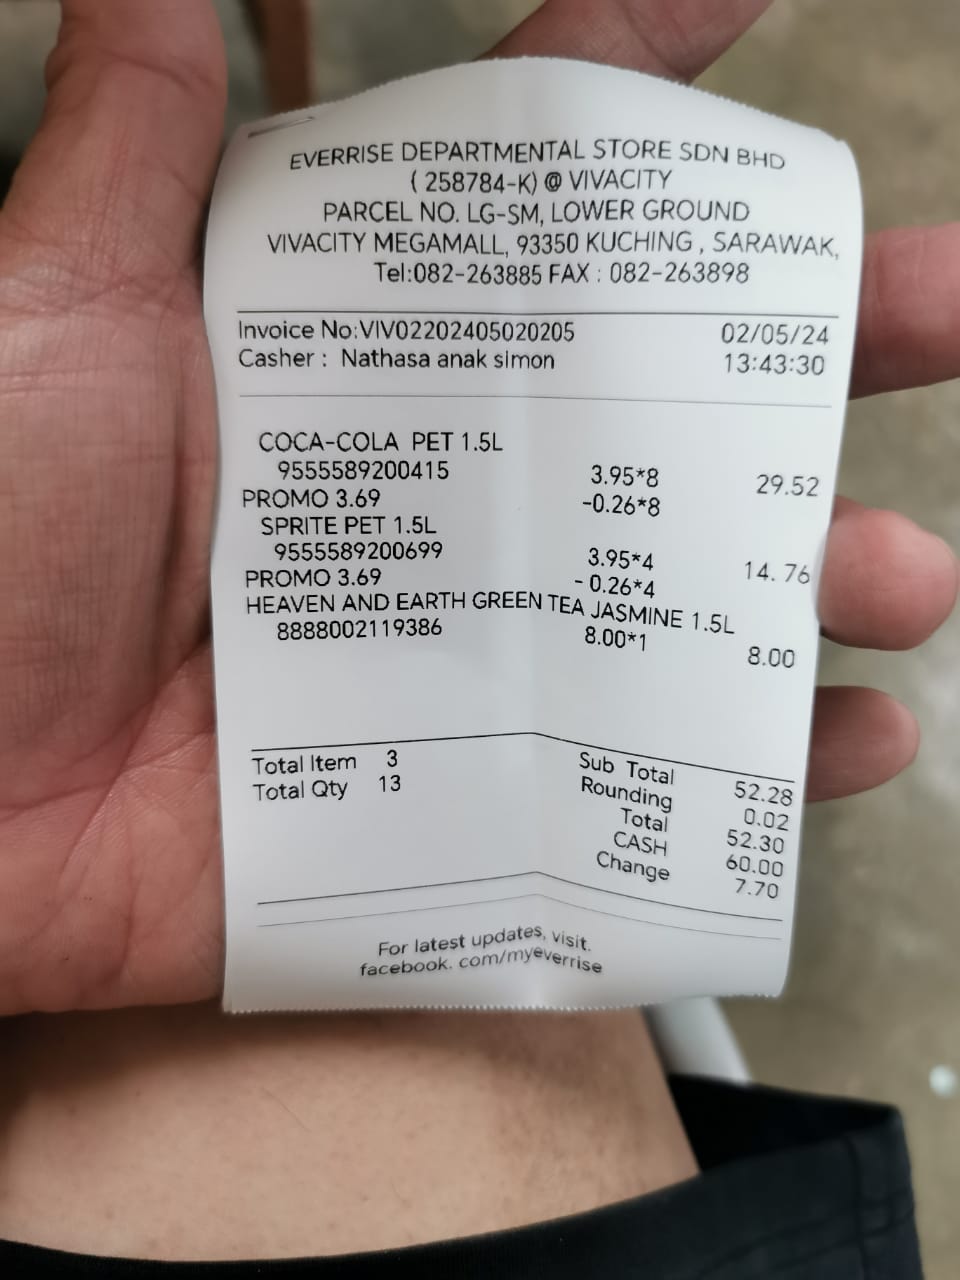 EVERRISE DEPARTMENTAL STORE SDN BHD
( 258784-K) @ VIVACITY
PARCEL NO. LG-SM, LOWER GROUND
VIVACITY MEGAMALL, 93350 KUCHING , SARAWAK,
Tel:082-263885 FAX : 082-263898
Invoice No:VIV02202405020205 02/05/24
Casher : Nathasa anak simon 13:43:30
COCA-COLA PET 1.5L
9555589200415 3.95*8 29.52
PROMO 3.69 -0.26*8
SPRITE PET 1.5L
9555589200699 3.95*4 14. 76
PROMO 3.69 - 0.26*4
HEAVEN AND EARTH GREEN TEA JASMINE 1.5L
8888002119386 8.00*1 8.00
Total Item 3 Sub Total 52.28
Total Qty 13 Rounding 0.02
Total 52.30
CASH 60.00
Change 7.70
For latest updates, visit.
facebook. com/myeverrise